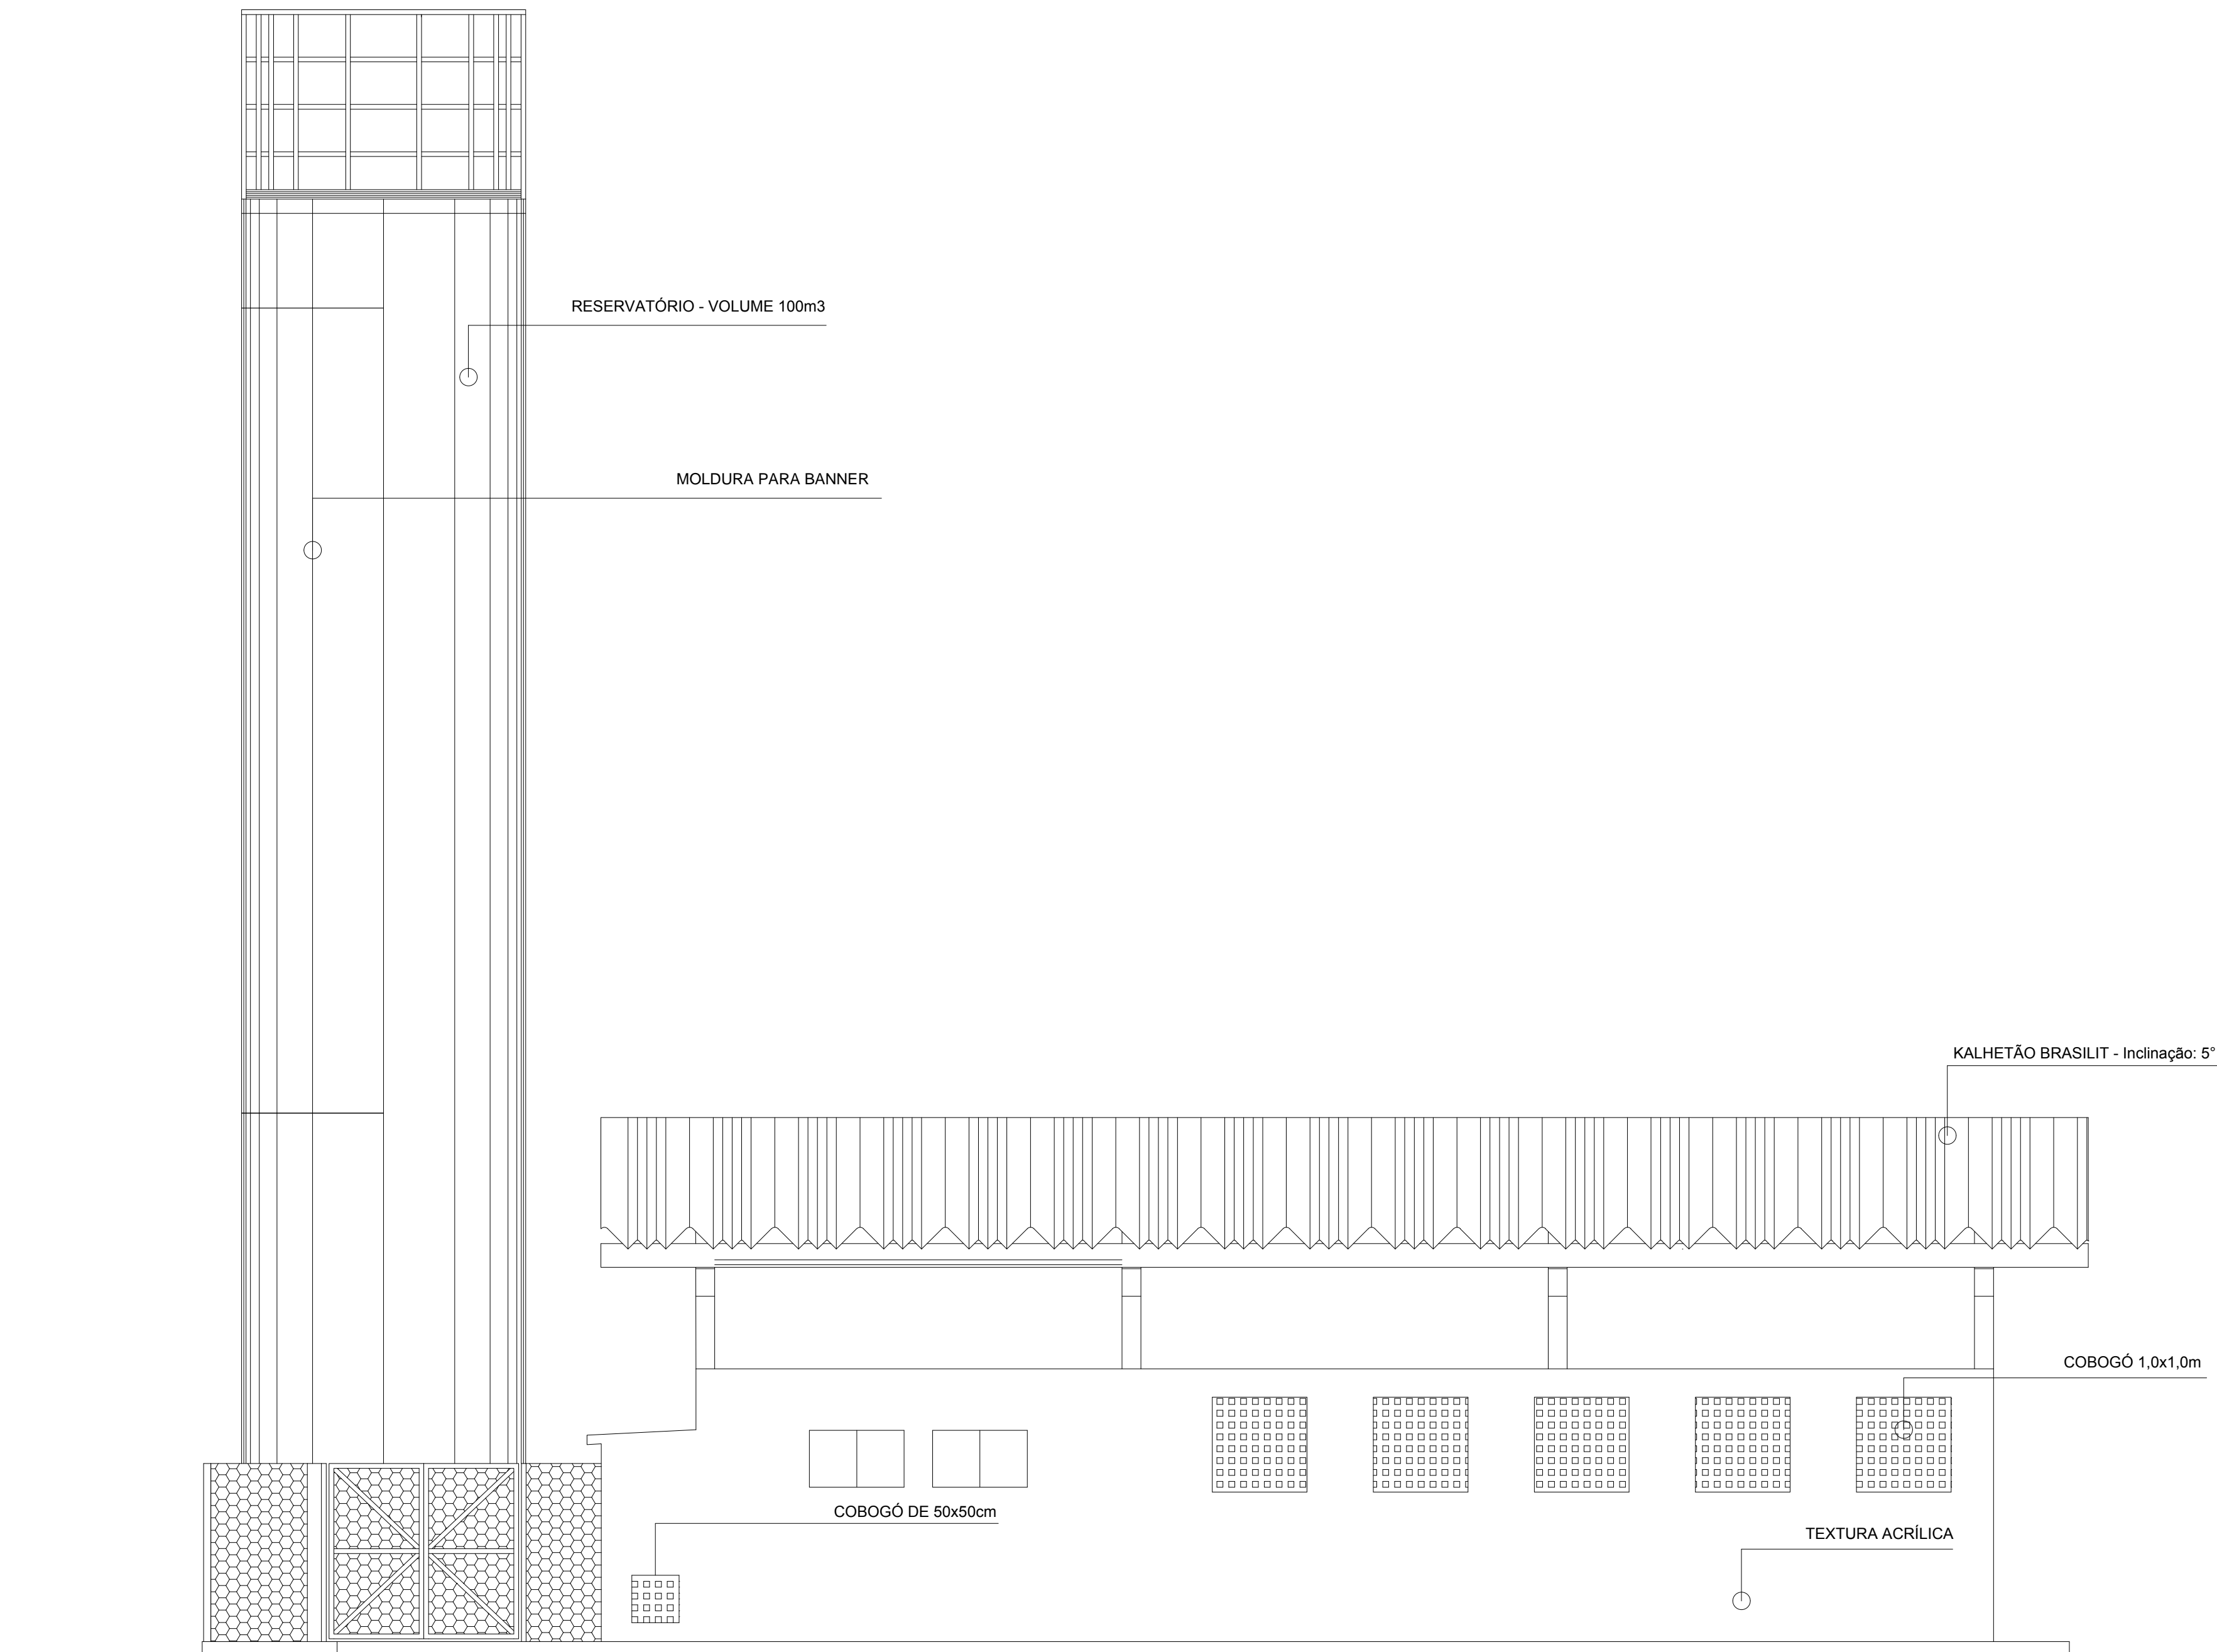 RESERVATÓRIO - VOLUME 100m3
MOLDURA PARA BANNER
KALHETÃO BRASILIT - Inclinação: 5°
COBOGÓ 1,0x1,0m
COBOGÓ DE 50x50cm
TEXTURA ACRÍLICA